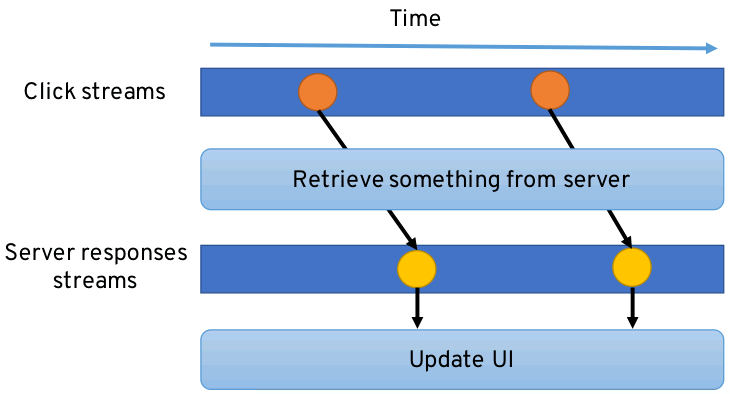 Time
Click streams
Retrieve something from server
Server responses
streams
Update UI